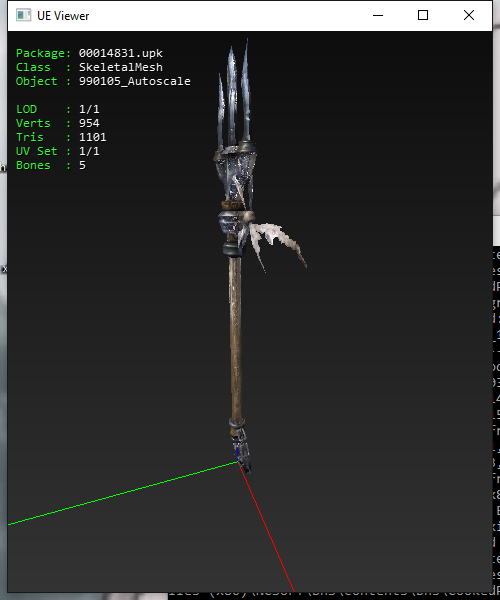 UE Viewer
Package: 00014831.upk
Class  : SkeletalMesh
Object : 990105_Autoscale
LOD    : 1/1
Verts  : 954
Tris   : 1101
UV Set : 1/1
Bones  : 5